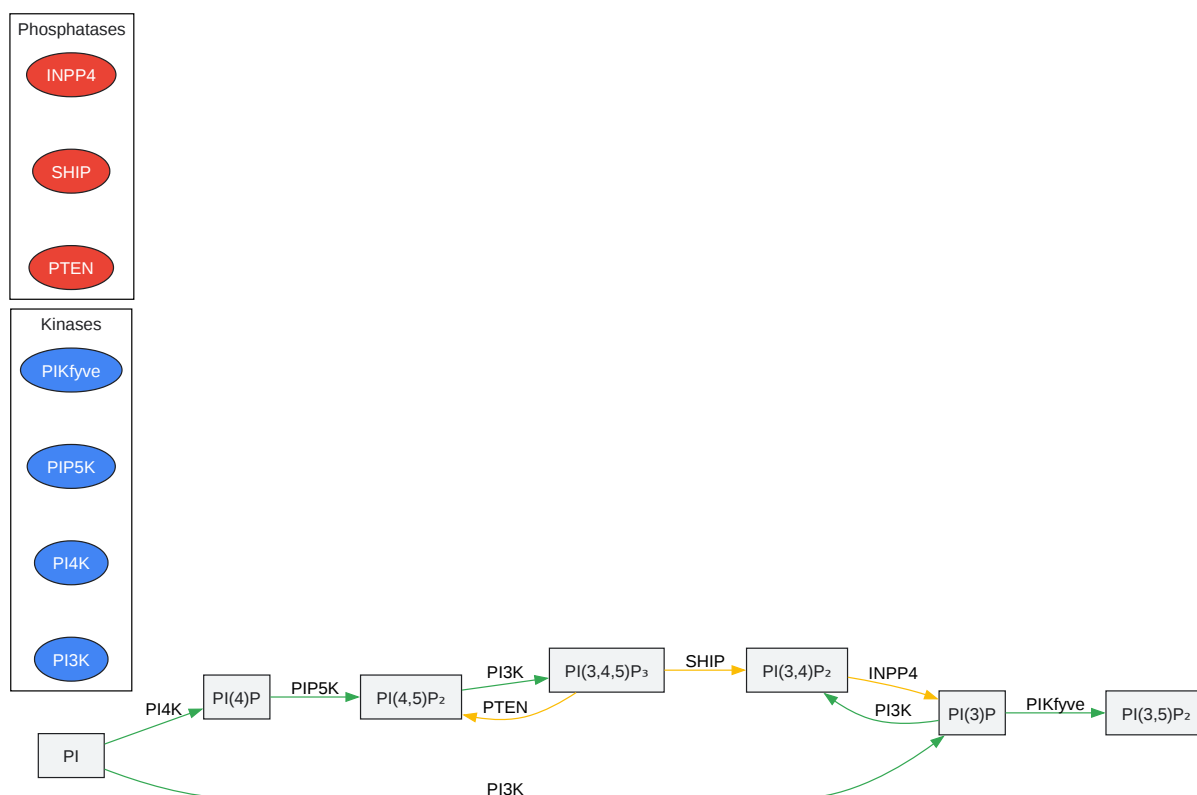 Phosphatases
INPP4
SHIP
PTEN
Kinases
PIKfyve
PIP5K
PI4K
PI3K
PI
PI4K
PI(4)P
PIP5K
PI(4,5)P₂
PI3K
PTEN
PI(3,4,5)P₃
SHIP
PI(3,4)P₂
INPP4
PI3K
PI(3)P
PIKfyve
PI(3,5)P₂
PI3K